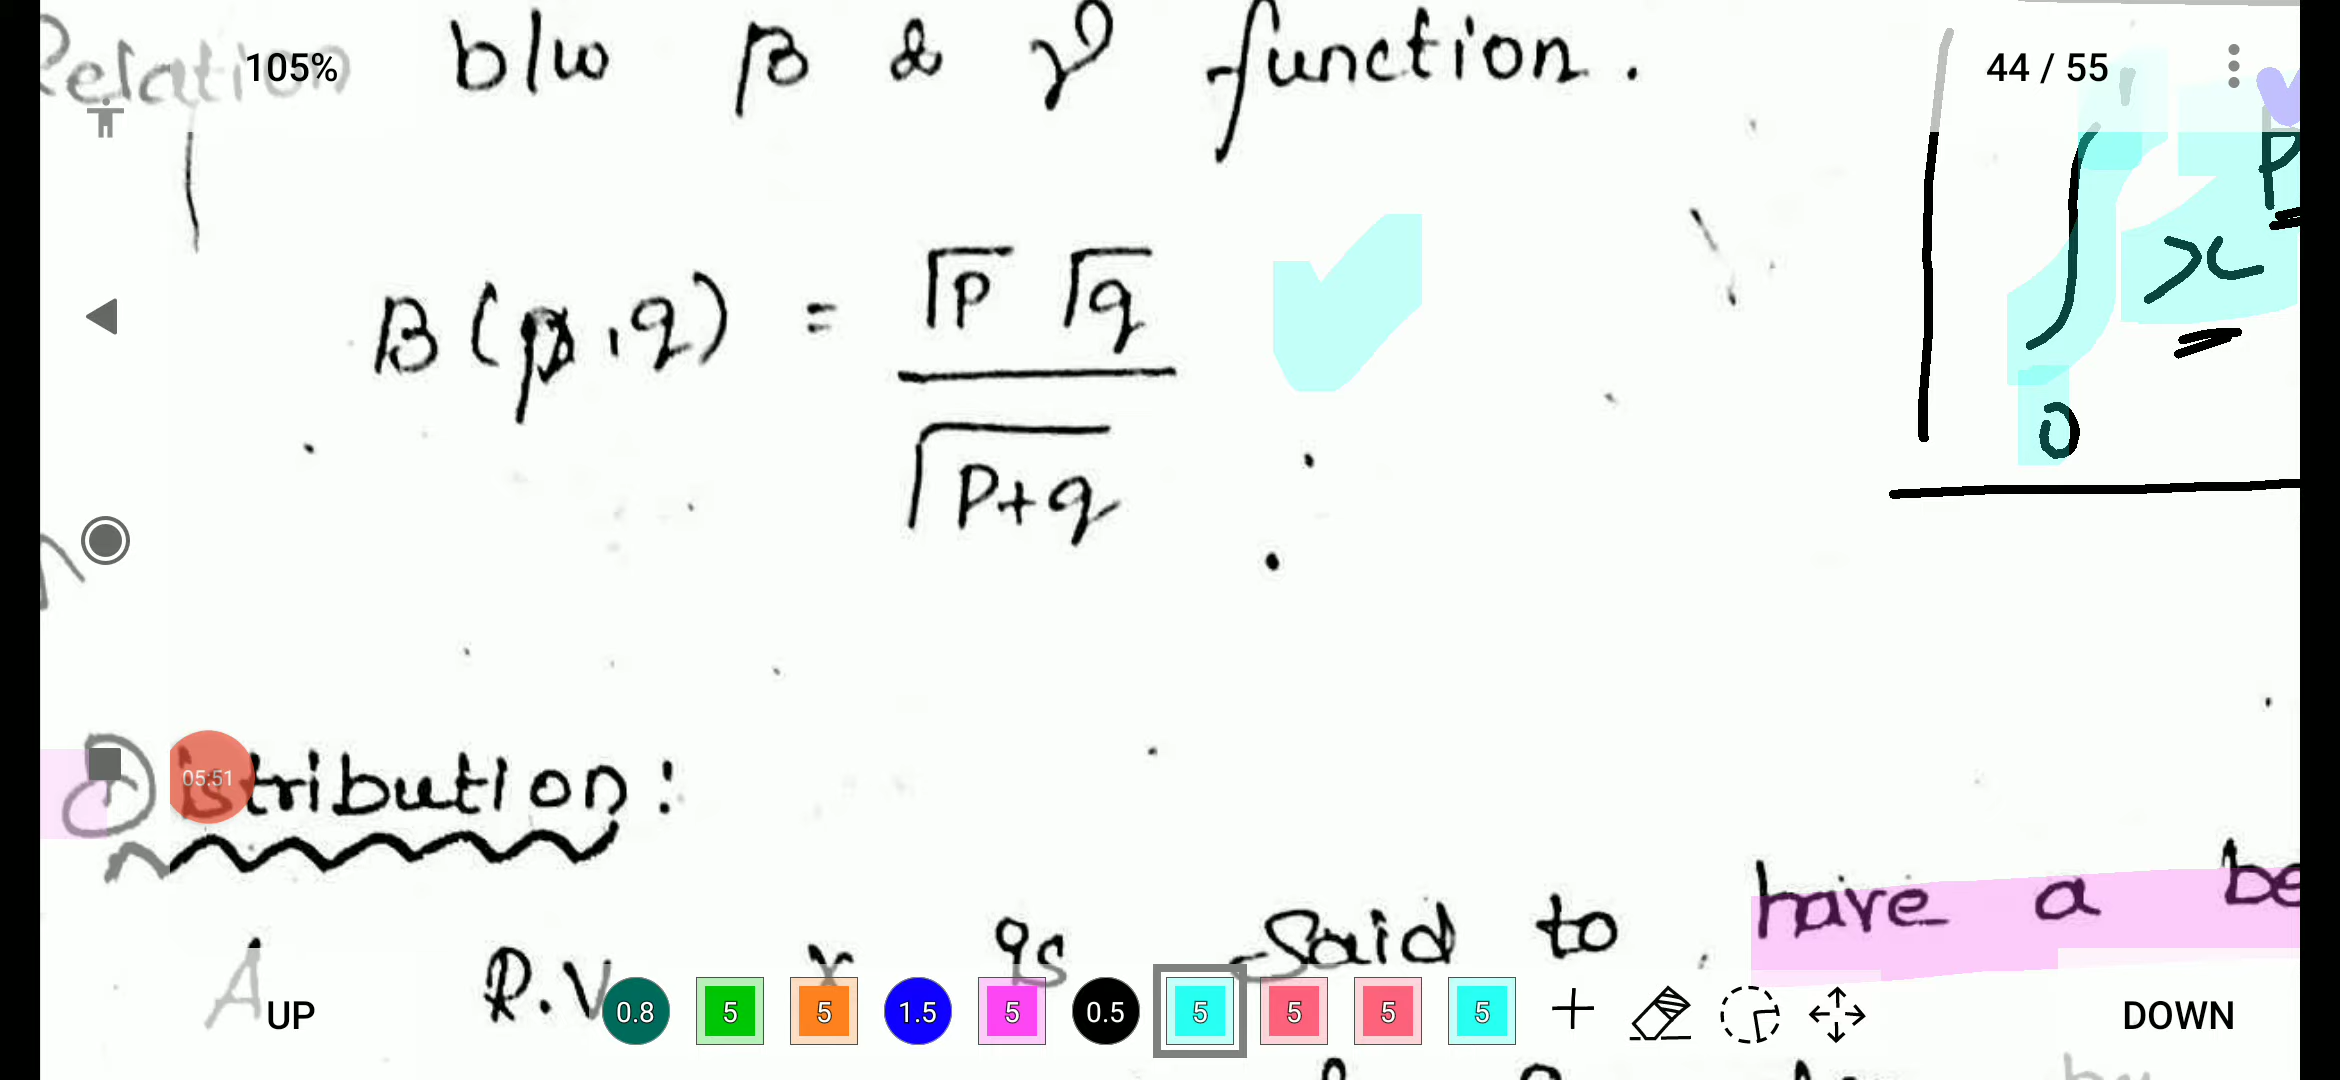 Relation b/w β & γ function.
105%
44 / 55
B(p,q) = Γp Γq / Γp+q
∫ x P
0
Distribution:
05:51
A R.V x is said to have a be
UP 0.8 5 5 1.5 5 0.5 5 5 5 5 DOWN